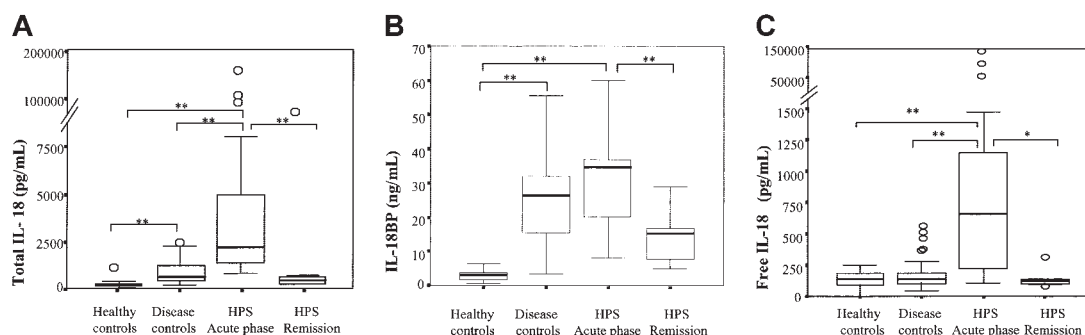 A
200000
100000
7500
5000
2500
0
Total IL- 18 (pg/mL)
**
**
**
**
Healthy controls
Disease controls
HPS Acute phase
HPS Remission
B
70
60
50
40
30
20
10
0
IL-18BP (ng/mL)
**
**
**
Healthy controls
Disease controls
HPS Acute phase
HPS Remission
C
150000
50000
1500
1250
1000
750
500
250
0
Free IL-18 (pg/mL)
**
**
*
Healthy controls
Disease controls
HPS Acute phase
HPS Remission